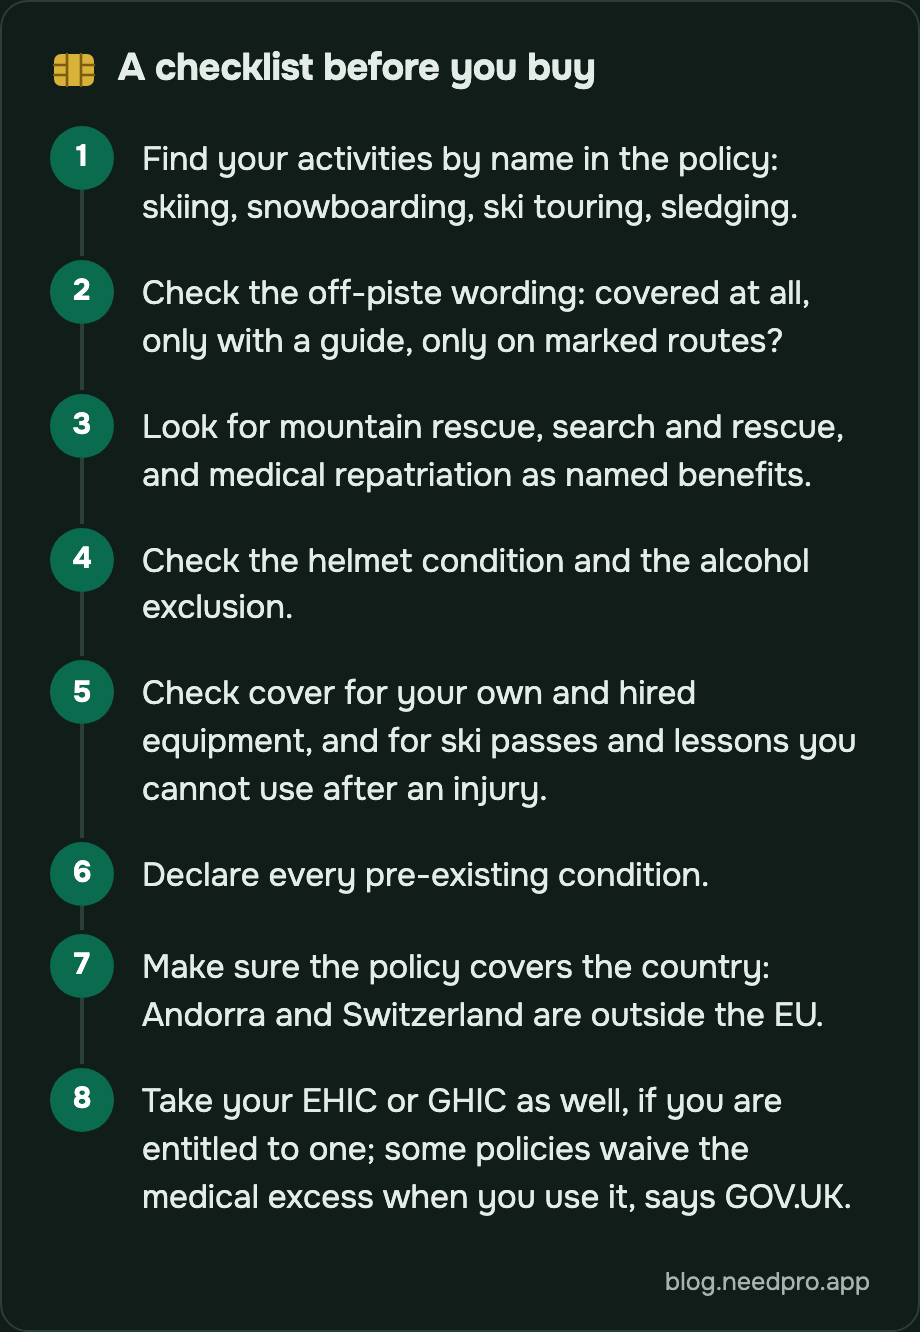 A checklist before you buy
1
Find your activities by name in the policy:
skiing, snowboarding, ski touring, sledging.
2
Check the off-piste wording: covered at all,
only with a guide, only on marked routes?
3
Look for mountain rescue, search and rescue,
and medical repatriation as named benefits.
4
Check the helmet condition and the alcohol
exclusion.
5
Check cover for your own and hired
equipment, and for ski passes and lessons you
cannot use after an injury.
6
Declare every pre-existing condition.
7
Make sure the policy covers the country:
Andorra and Switzerland are outside the EU.
8
Take your EHIC or GHIC as well, if you are
entitled to one; some policies waive the
medical excess when you use it, says GOV.UK.
blog.needpro.app